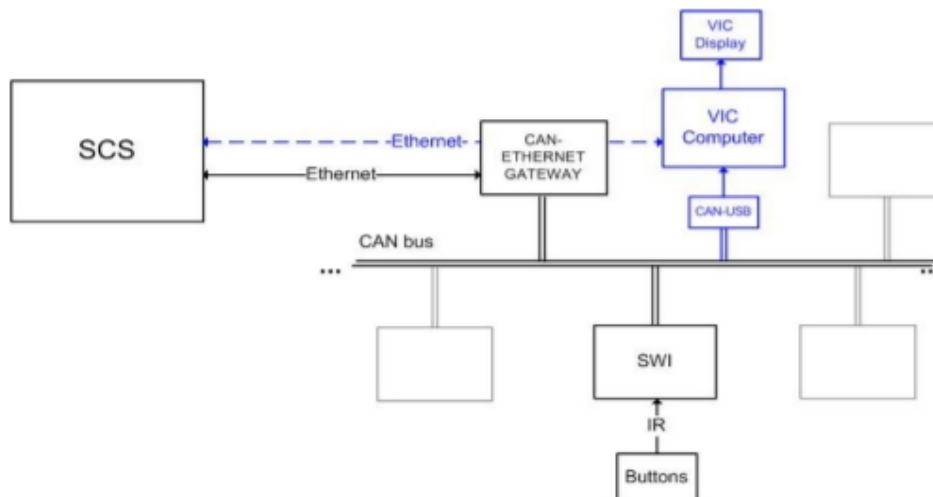 VIC
Display
SCS
Ethernet
CAN-
ETHERNET
GATEWAY
VIC
Computer
Ethernet
CAN-USB
CAN bus
...
...
SWI
IR
Buttons